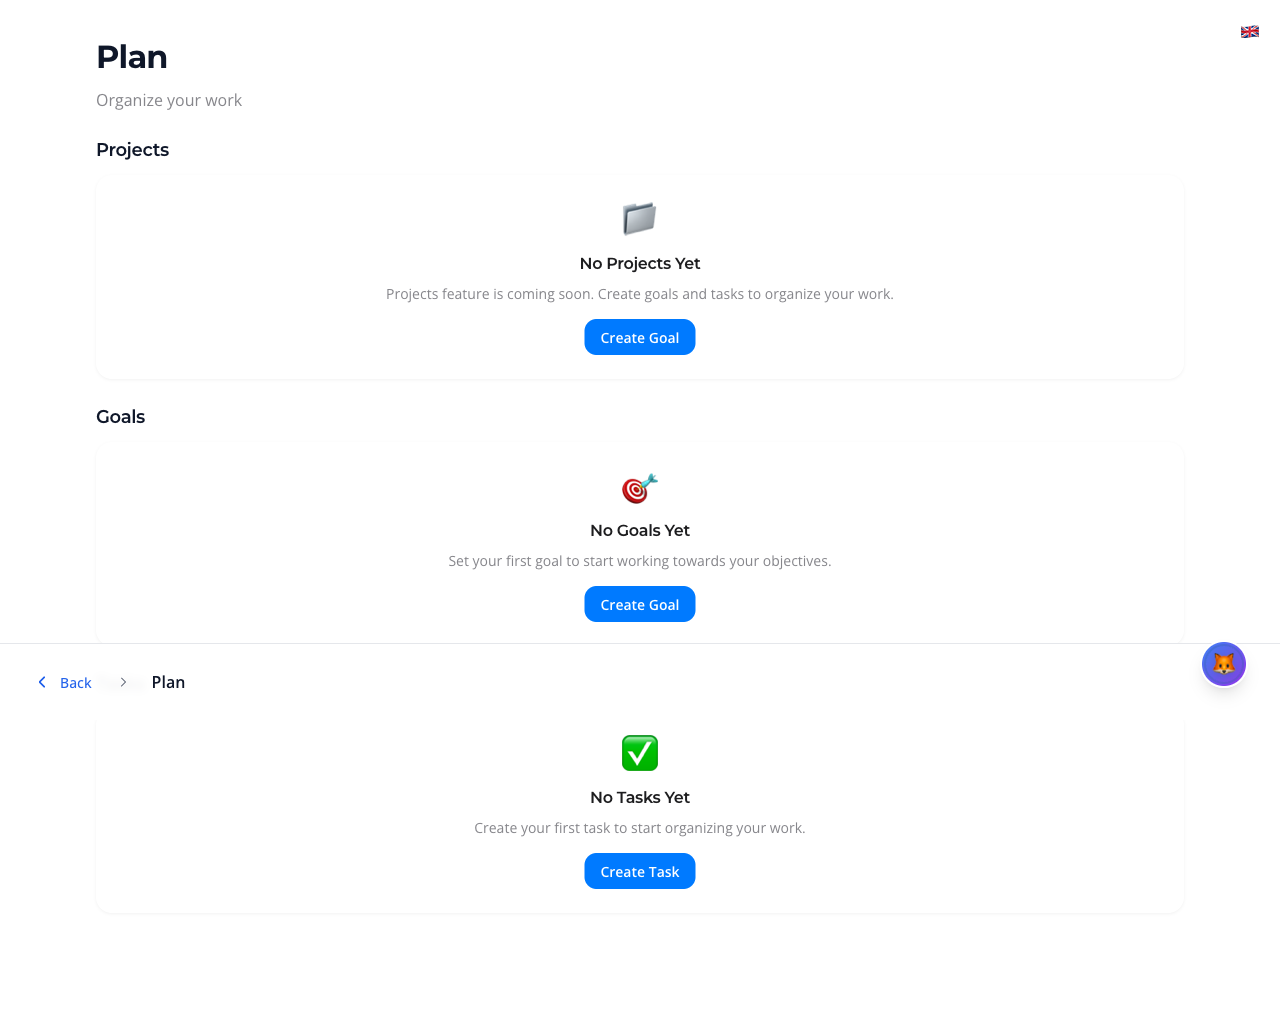 Plan
Organize your work
Projects
No Projects Yet
Projects feature is coming soon. Create goals and tasks to organize your work.
Create Goal
Goals
No Goals Yet
Set your first goal to start working towards your objectives.
Create Goal
Back
Plan
No Tasks Yet
Create your first task to start organizing your work.
Create Task